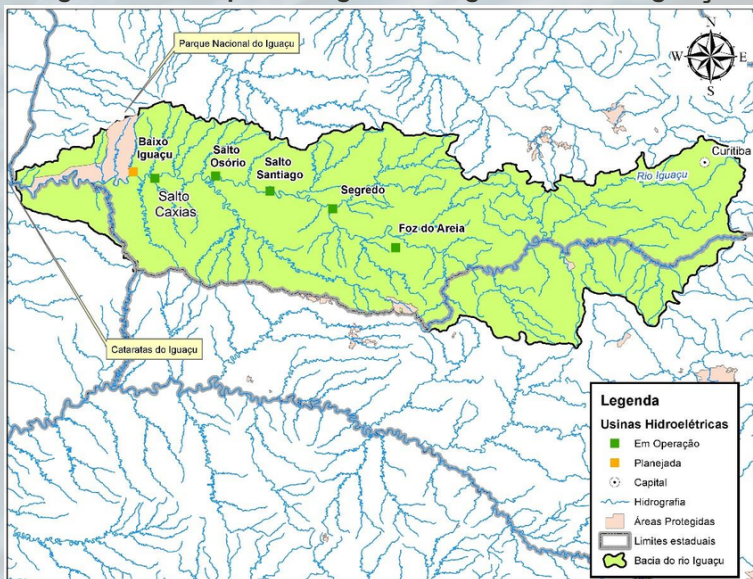 Parque Nacional do Iguaçu
N
W
E
S
Baixo
Iguaçu
Salto
Osório
Salto
Santiago
Curitiba
Rio Iguaçu
Salto
Caxias
Segredo
Foz do Areia
Cataratas do Iguaçu
Legenda
Usinas Hidroelétricas
Em Operação
Planejada
Capital
Hidrografia
Áreas Protegidas
Limites estaduais
Bacia do rio Iguaçu